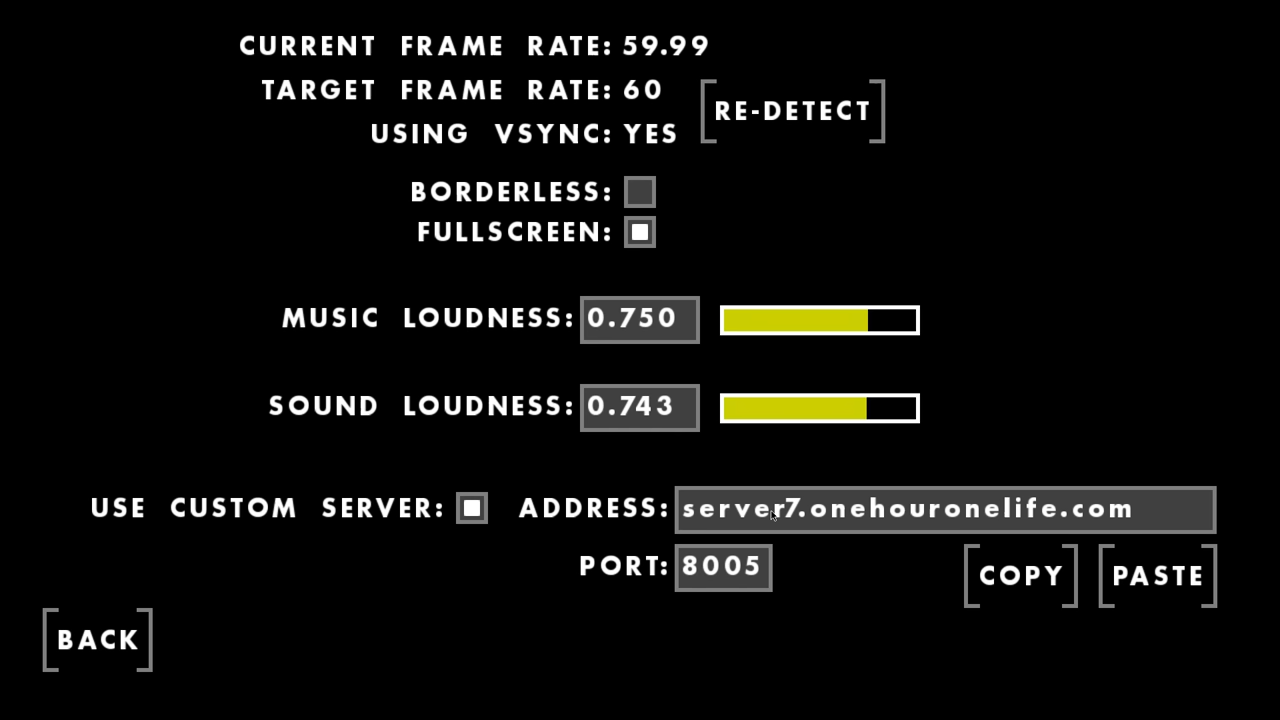 CURRENT FRAME RATE: 59.99
TARGET FRAME RATE: 60
RE-DETECT
USING VSYNC: YES
BORDERLESS:
FULLSCREEN:
MUSIC LOUDNESS: 0.750
SOUND LOUDNESS: 0.743
USE CUSTOM SERVER: ADDRESS: server7.onehouronelife.com
PORT: 8005
COPY PASTE
BACK